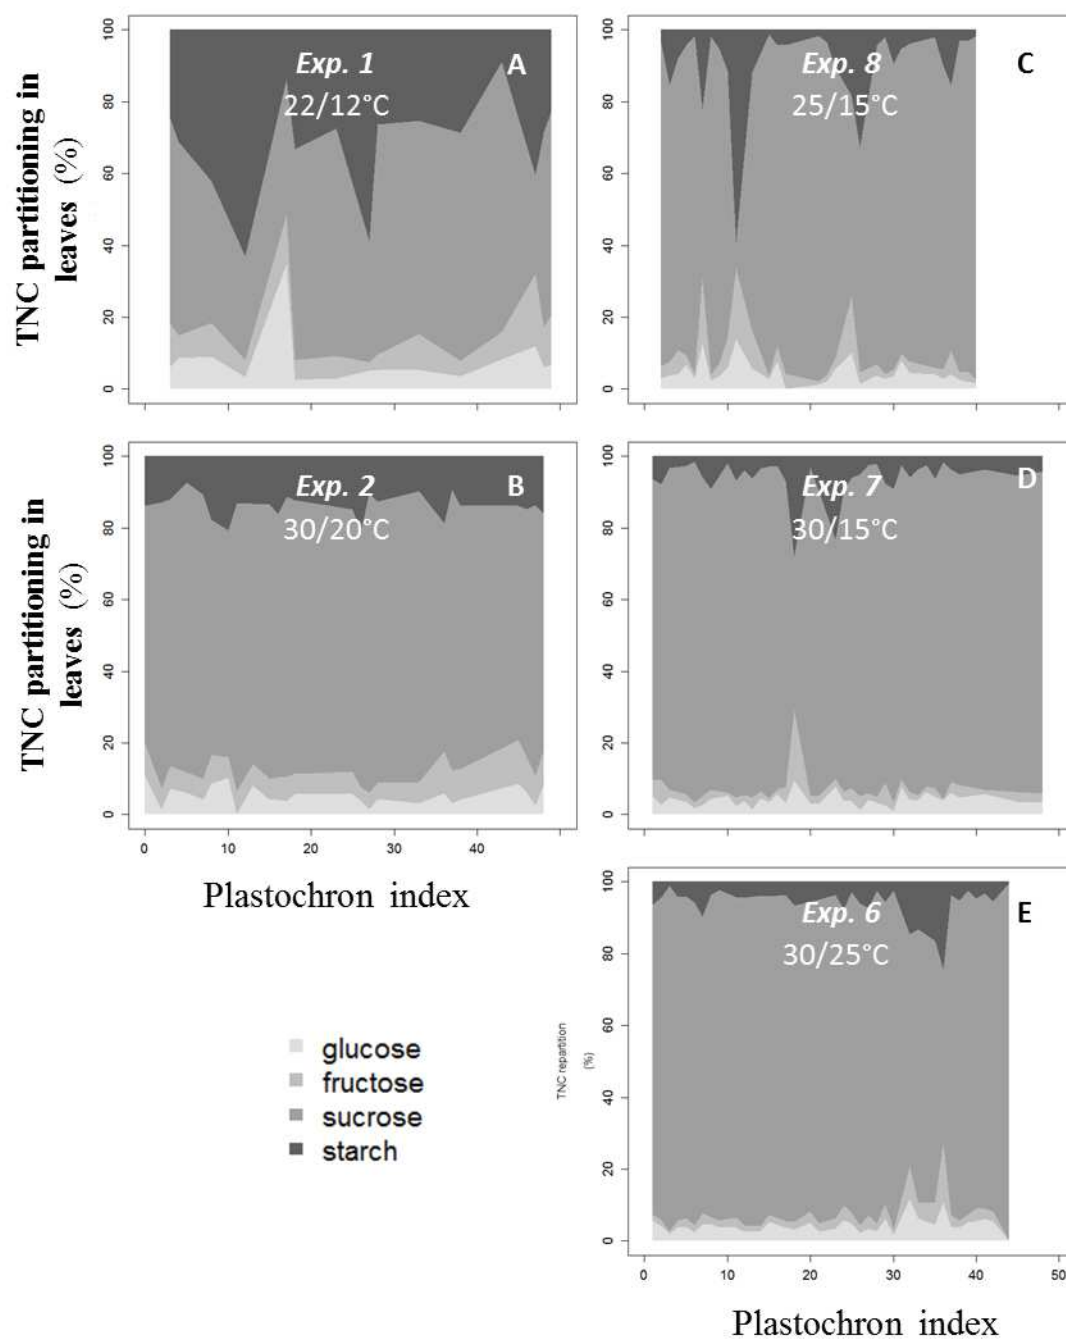 TNC partitioning in
leaves (%)
100
80
60
40
20
0
Exp. 1
22/12°C
A
100
80
60
40
20
0
Exp. 8
25/15°C
C
TNC partitioning in
leaves (%)
100
80
60
40
20
0
Exp. 2
30/20°C
B
0
10
20
30
40
Plastochron index
100
80
60
40
20
0
Exp. 7
30/15°C
D
glucose
fructose
sucrose
starch
TNC repartition
(%)
100
80
60
40
20
0
Exp. 6
30/25°C
E
0
10
20
30
40
50
Plastochron index